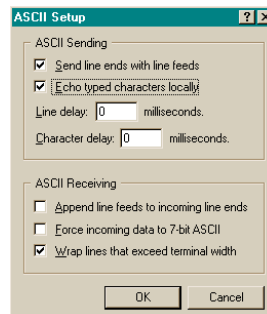 ASCII Setup
ASCII Sending
Send line ends with line feeds
Echo typed characters locally
Line delay: 0 milliseconds.
Character delay: 0 milliseconds.
ASCII Receiving
Append line feeds to incoming line ends
Force incoming data to 7-bit ASCII
Wrap lines that exceed terminal width
OK Cancel